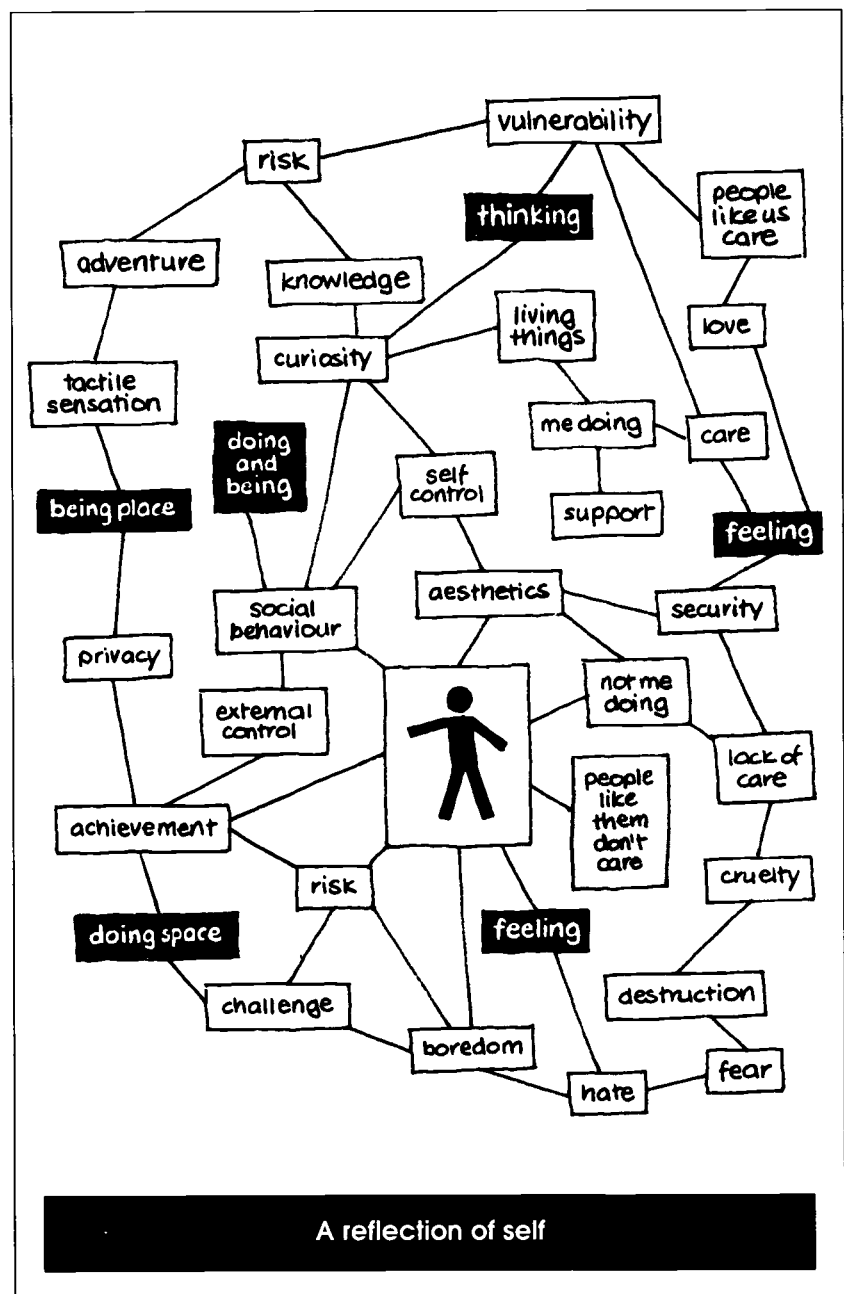 vulnerability
risk
people
like us
care
thinking
adventure
knowledge
living
things
love
curiosity
tactile
sensation
me doing
care
doing
and
being
self
control
being place
support
feeling
aesthetics
security
social
behaviour
privacy
not me
doing
external
control
lack of
care
people
like
them
don't
care
achievement
risk
cruelty
doing space
feeling
challenge
destruction
boredom
fear
hate
A reflection of self